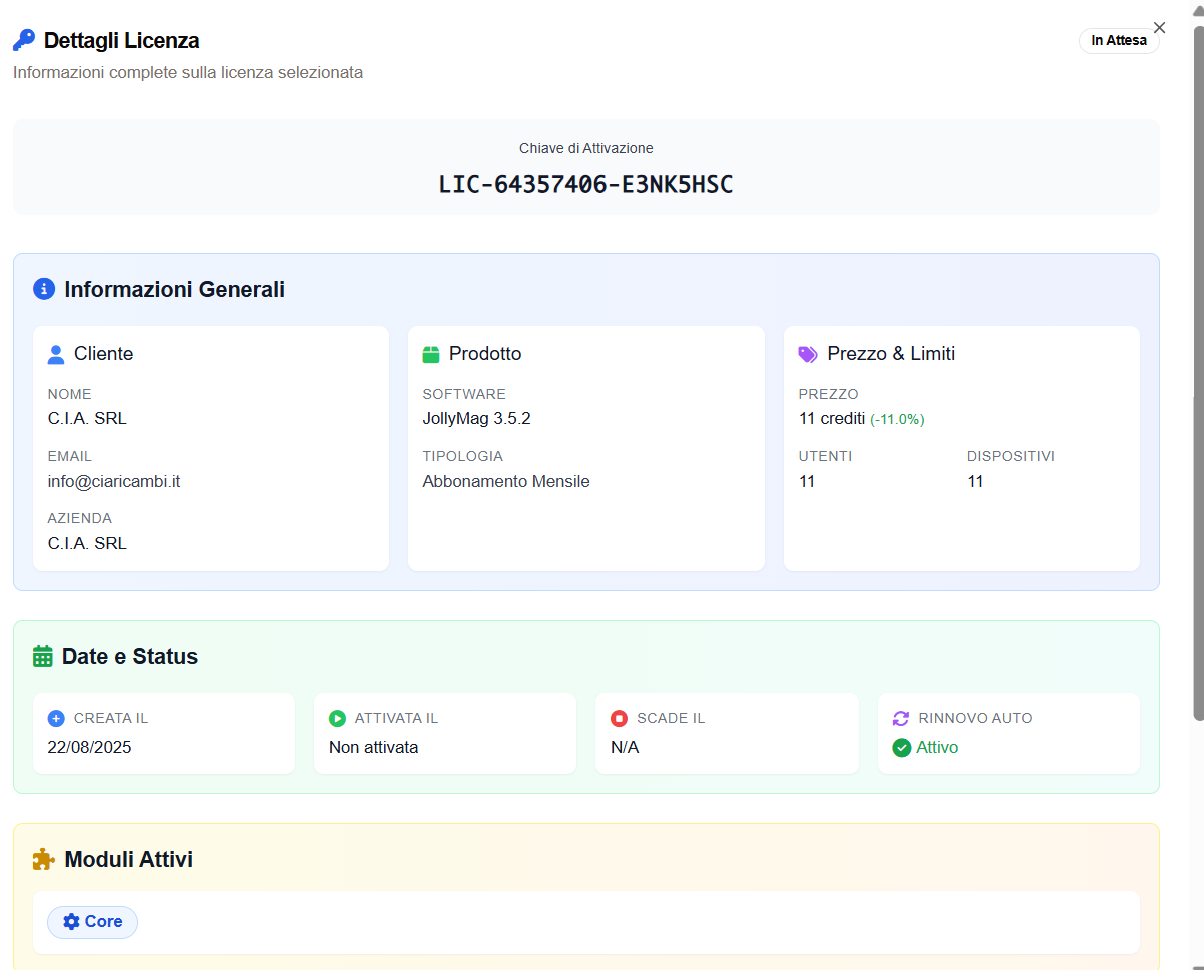 Dettagli Licenza
In Attesa
Informazioni complete sulla licenza selezionata
Chiave di Attivazione
LIC-64357406-E3NK5HSC
Informazioni Generali
Cliente
NOME
C.I.A. SRL
EMAIL
info@ciaricambi.it
AZIENDA
C.I.A. SRL
Prodotto
SOFTWARE
JollyMag 3.5.2
TIPOLOGIA
Abbonamento Mensile
Prezzo & Limiti
PREZZO
11 crediti (-11.0%)
UTENTI
11
DISPOSITIVI
11
Date e Status
CREATA IL
22/08/2025
ATTIVATA IL
Non attivata
SCADE IL
N/A
RINNOVO AUTO
Attivo
Moduli Attivi
Core